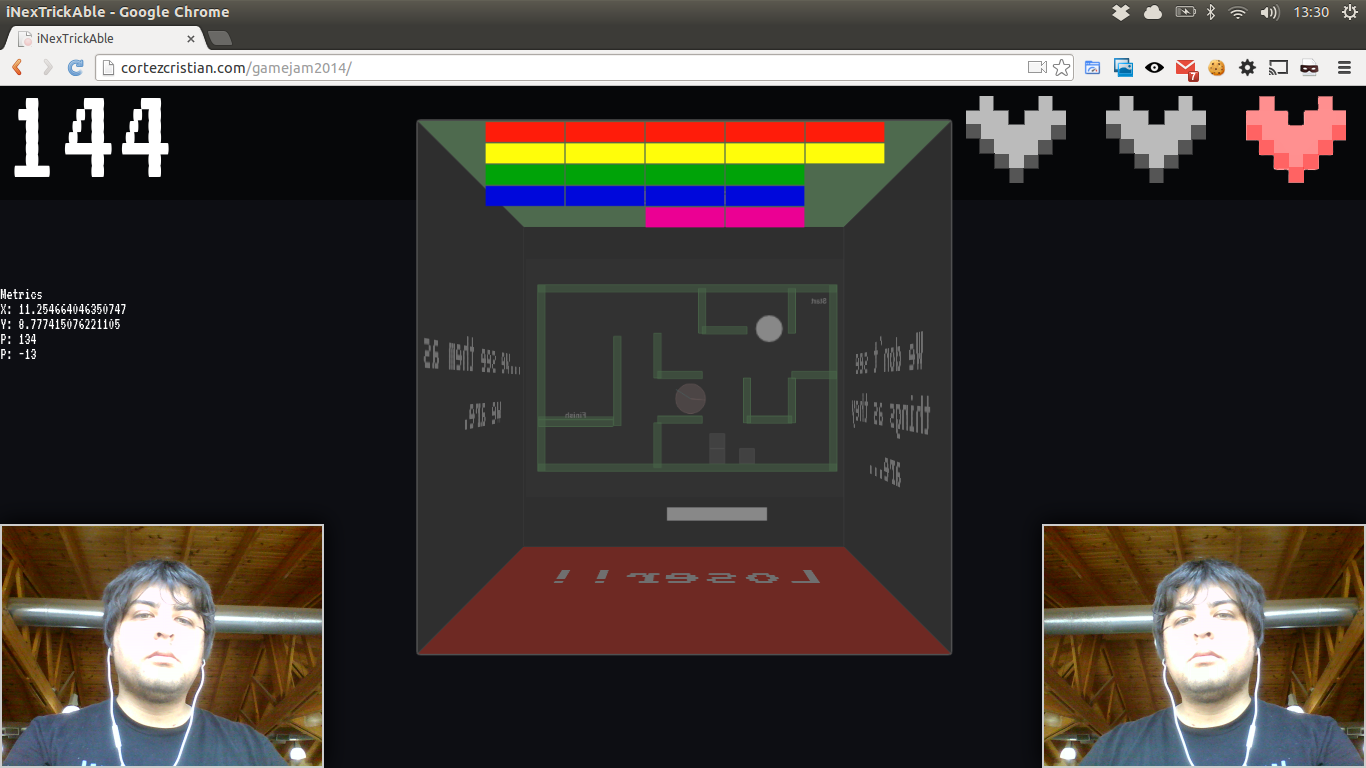 iNexTrickAble - Google Chrome
13:30
iNexTrickAble
cortezcristian.com/gamejam2014/
7
144
Metrics
X: 11.254664046350747
Y: 8.777415076221105
P: 134
P: -13
Start
Finish
We don't see
things as they
are...
...we see them as
we are.
Loser!!